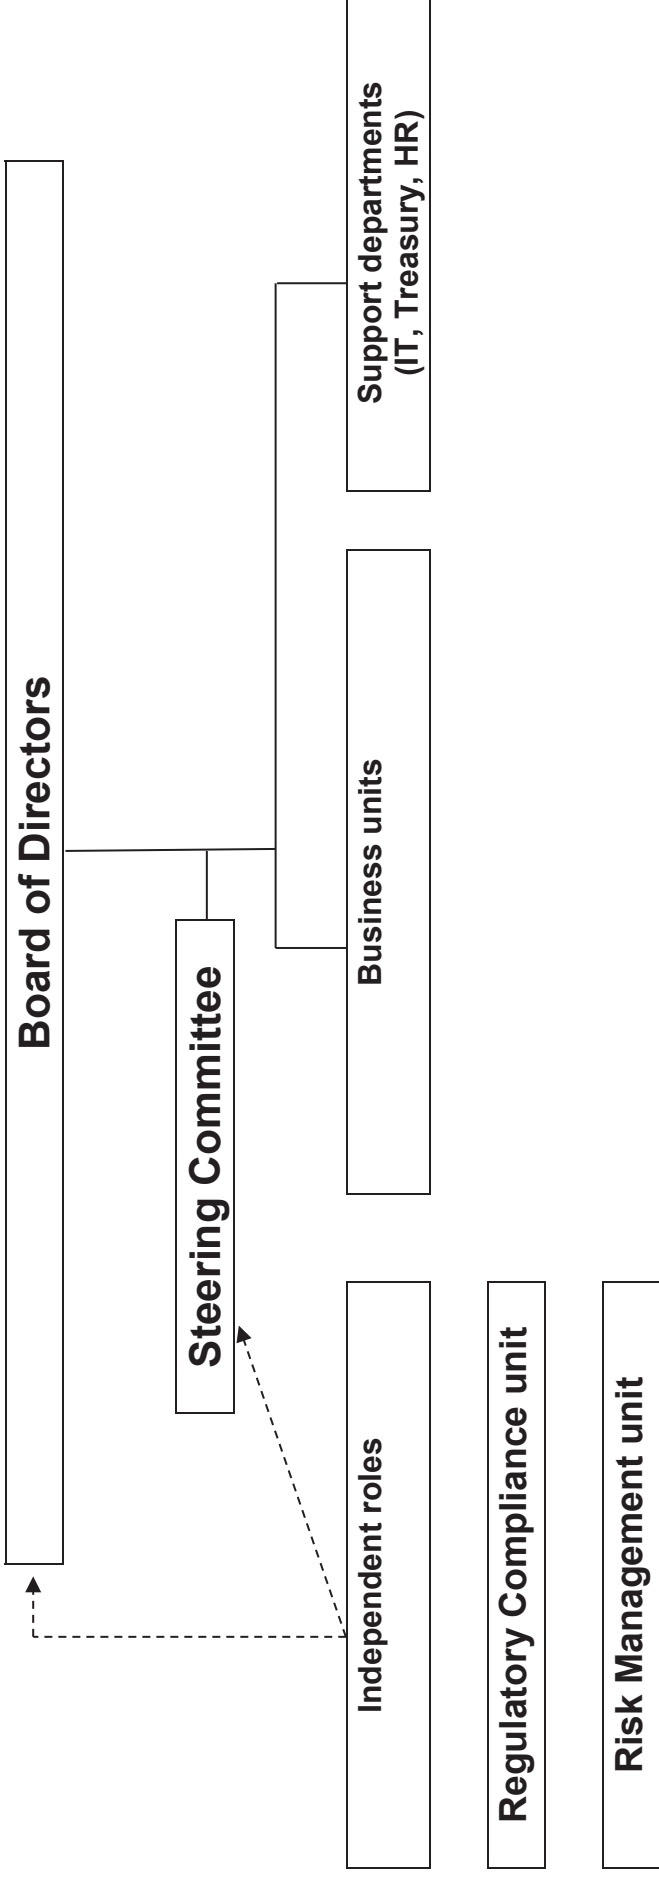 Board of Directors
Steering Committee
Independent roles
Business units
Support departments
(IT, Treasury, HR)
Regulatory Compliance unit
Risk Management unit